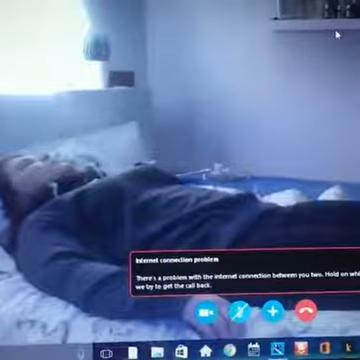 Internet connection problem
There's a problem with the internet connection between you two. Hold on
we try to get the call back.